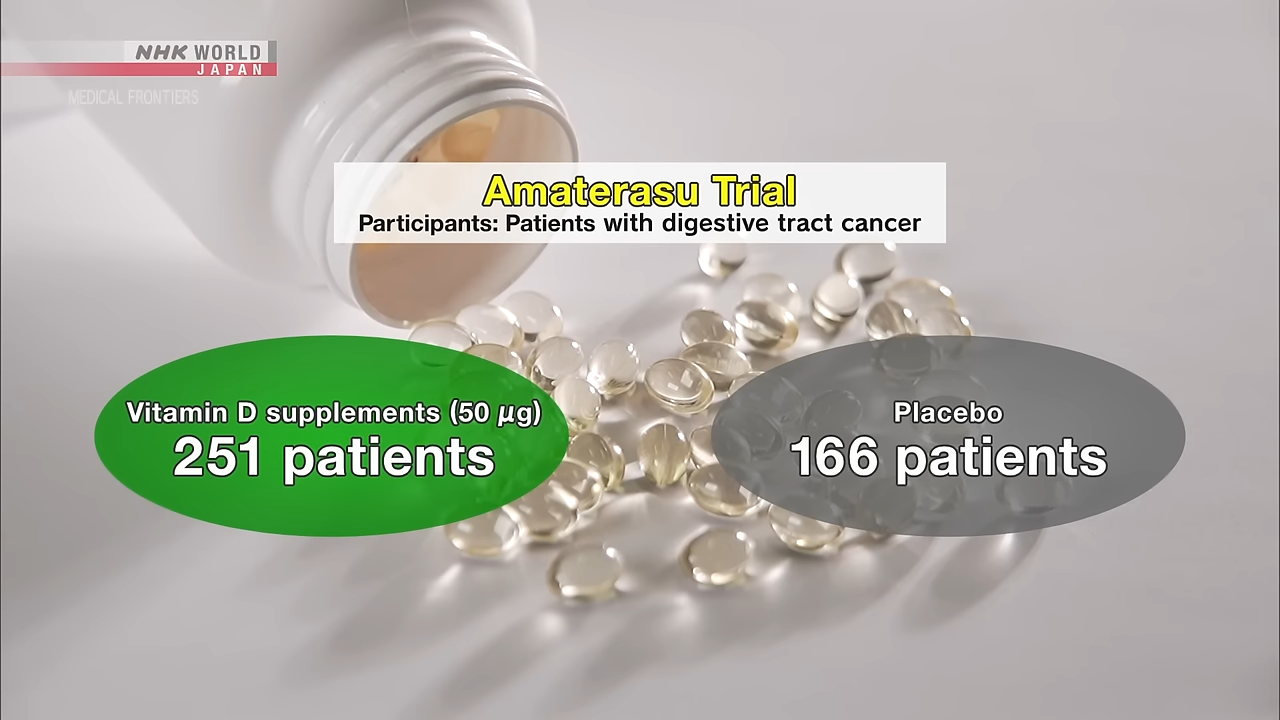 NHK WORLD
JAPAN
MEDICAL FRONTIERS
Amaterasu Trial
Participants: Patients with digestive tract cancer
Vitamin D supplements (50 µg)
251 patients
Placebo
166 patients